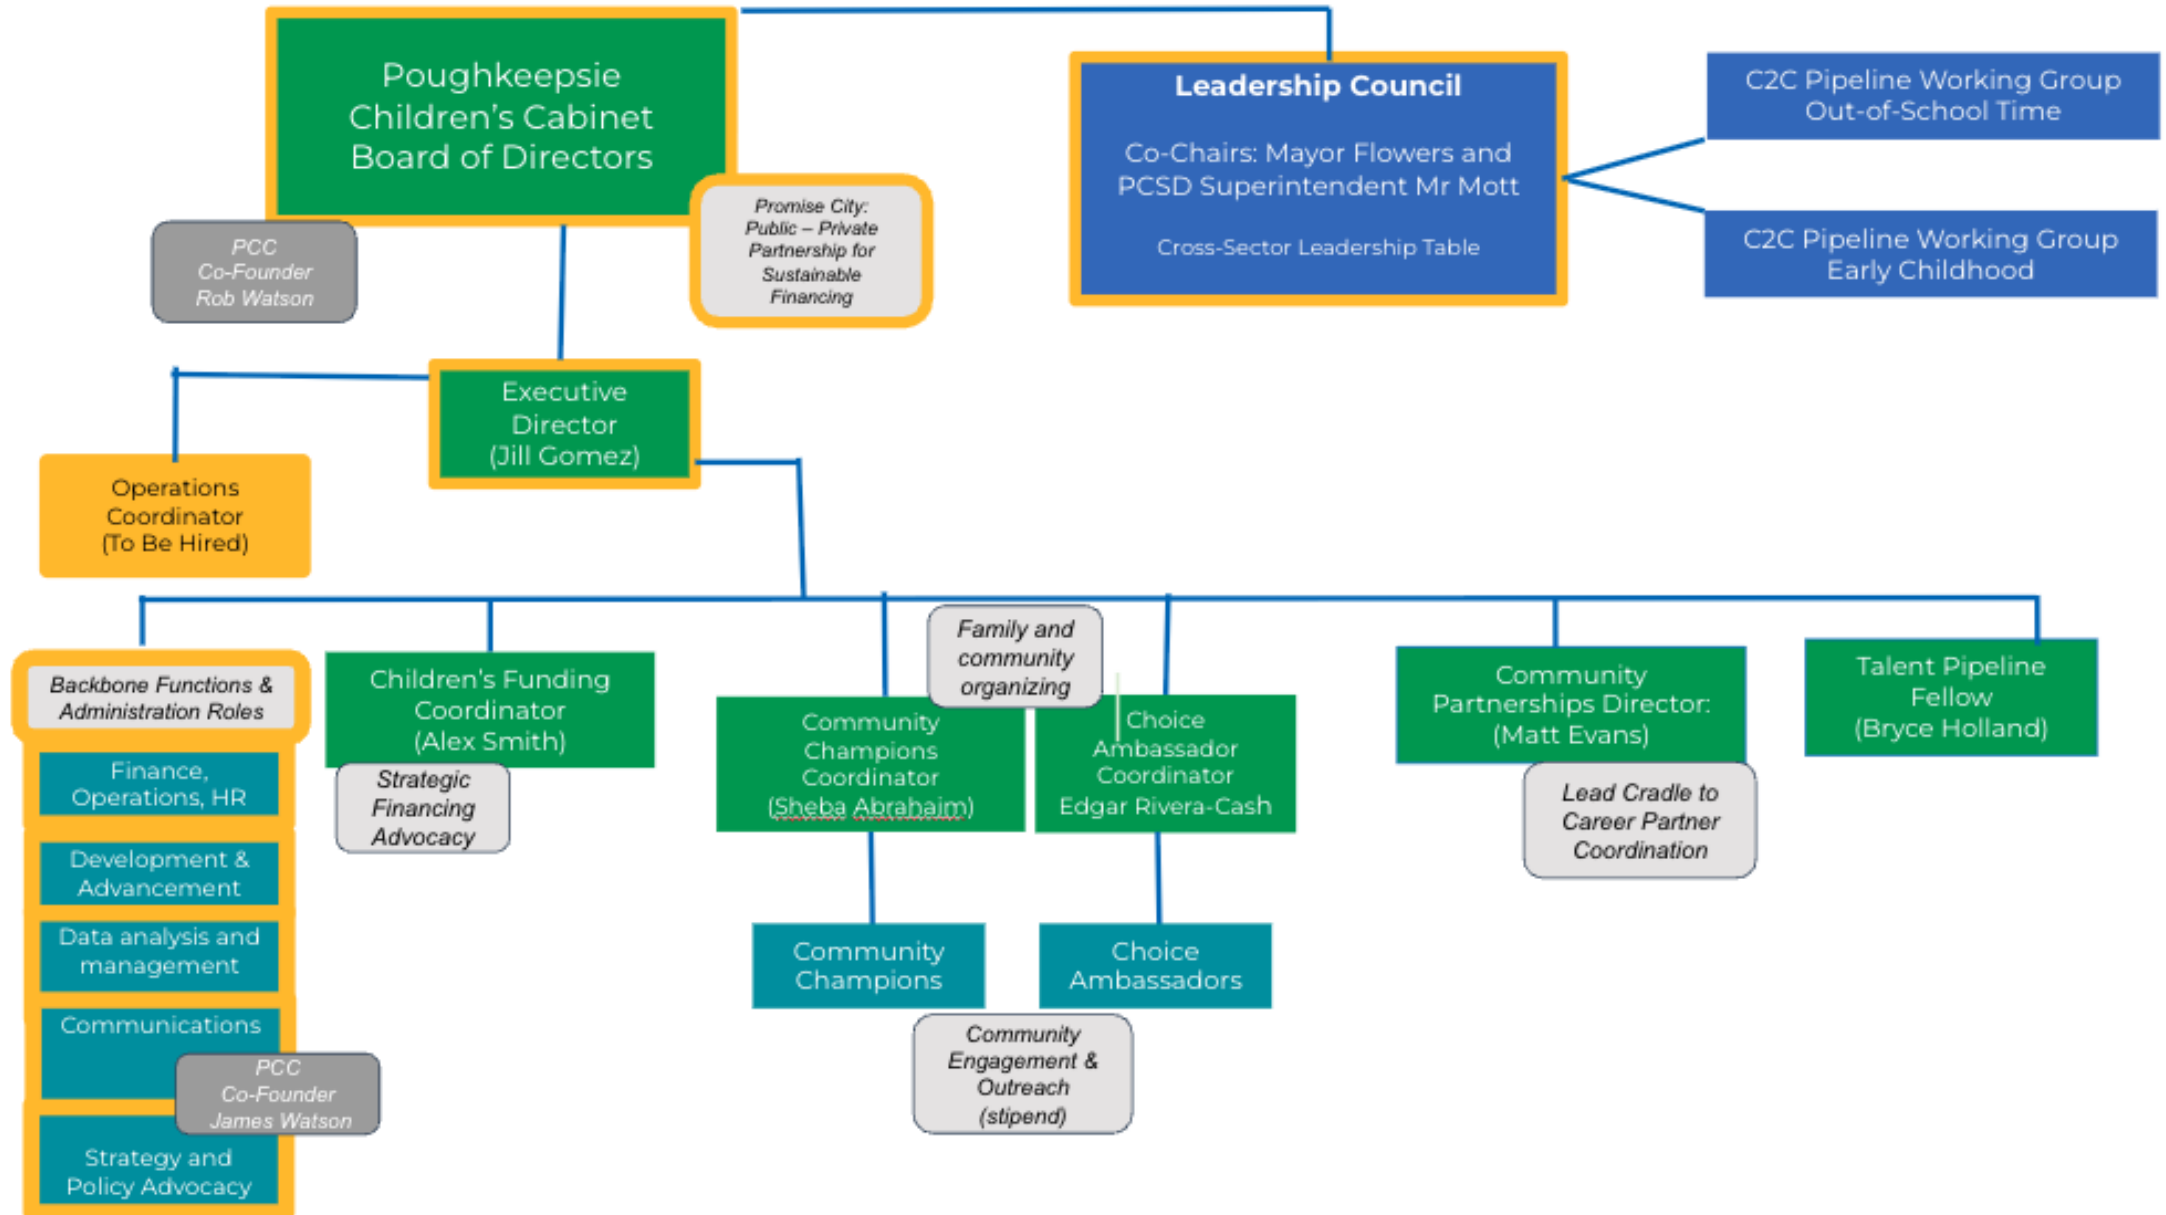 Poughkeepsie
Children's Cabinet
Board of Directors
PCC
Co-Founder
Rob Watson
Promise City:
Public – Private
Partnership for
Sustainable
Financing
Leadership Council
Co-Chairs: Mayor Flowers and
PCSD Superintendent Mr Mott
Cross-Sector Leadership Table
C2C Pipeline Working Group
Out-of-School Time
C2C Pipeline Working Group
Early Childhood
Executive
Director
(Jill Gomez)
Operations
Coordinator
(To Be Hired)
Backbone Functions &
Administration Roles
Finance,
Operations, HR
Development &
Advancement
Data analysis and
management
Communications
PCC
Co-Founder
James Watson
Strategy and
Policy Advocacy
Children's Funding
Coordinator
(Alex Smith)
Strategic
Financing
Advocacy
Family and
community
organizing
Community
Champions
Coordinator
(Sheba Abrahaim)
Choice
Ambassador
Coordinator
Edgar Rivera-Cash
Community
Champions
Choice
Ambassadors
Community
Engagement &
Outreach
(stipend)
Community
Partnerships Director:
(Matt Evans)
Lead Cradle to
Career Partner
Coordination
Talent Pipeline
Fellow
(Bryce Holland)